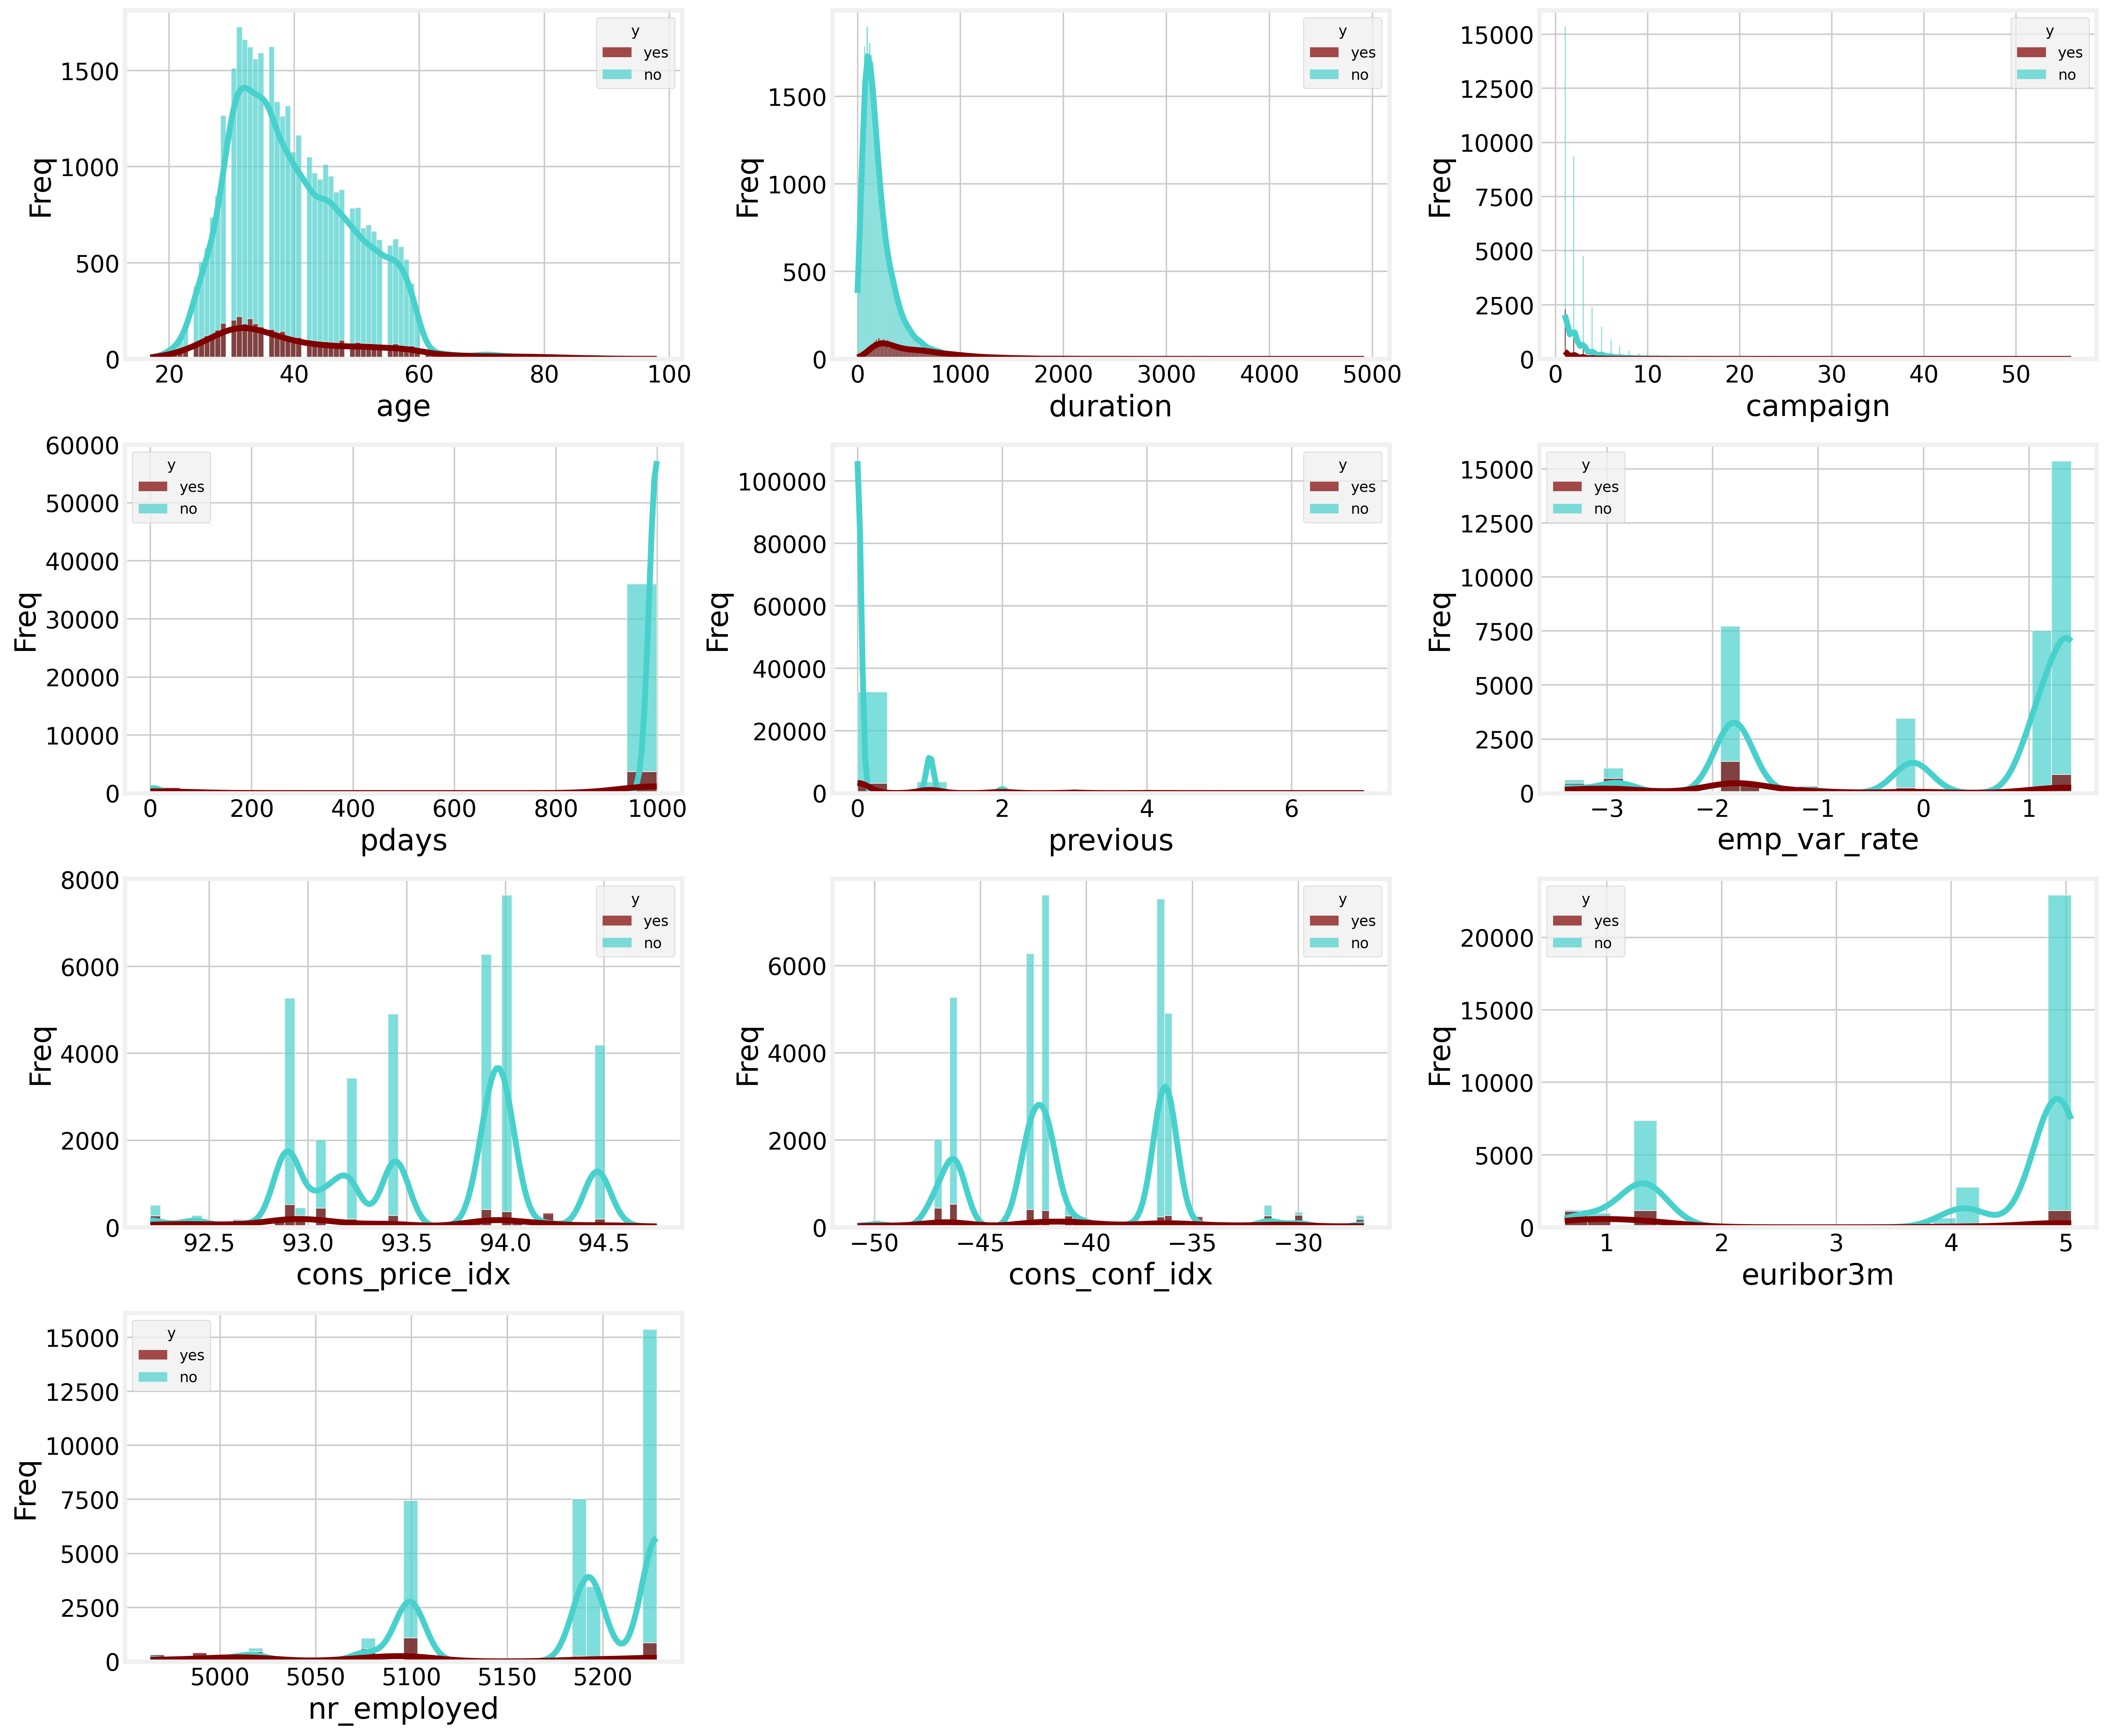 y
yes
no
1500
1000
500
0
Freq
20 40 60 80 100
age
y
yes
no
1500
1000
500
0
Freq
0 1000 2000 3000 4000 5000
duration
y
yes
no
15000
12500
10000
7500
5000
2500
0
Freq
0 10 20 30 40 50
campaign
y
yes
no
60000
50000
40000
30000
20000
10000
0
Freq
0 200 400 600 800 1000
pdays
y
yes
no
100000
80000
60000
40000
20000
0
Freq
0 2 4 6
previous
y
yes
no
15000
12500
10000
7500
5000
2500
0
Freq
−3 −2 −1 0 1
emp_var_rate
y
yes
no
8000
6000
4000
2000
0
Freq
92.5 93.0 93.5 94.0 94.5
cons_price_idx
y
yes
no
6000
4000
2000
0
Freq
−50 −45 −40 −35 −30
cons_conf_idx
y
yes
no
20000
15000
10000
5000
0
Freq
1 2 3 4 5
euribor3m
y
yes
no
15000
12500
10000
7500
5000
2500
0
Freq
5000 5050 5100 5150 5200
nr_employed